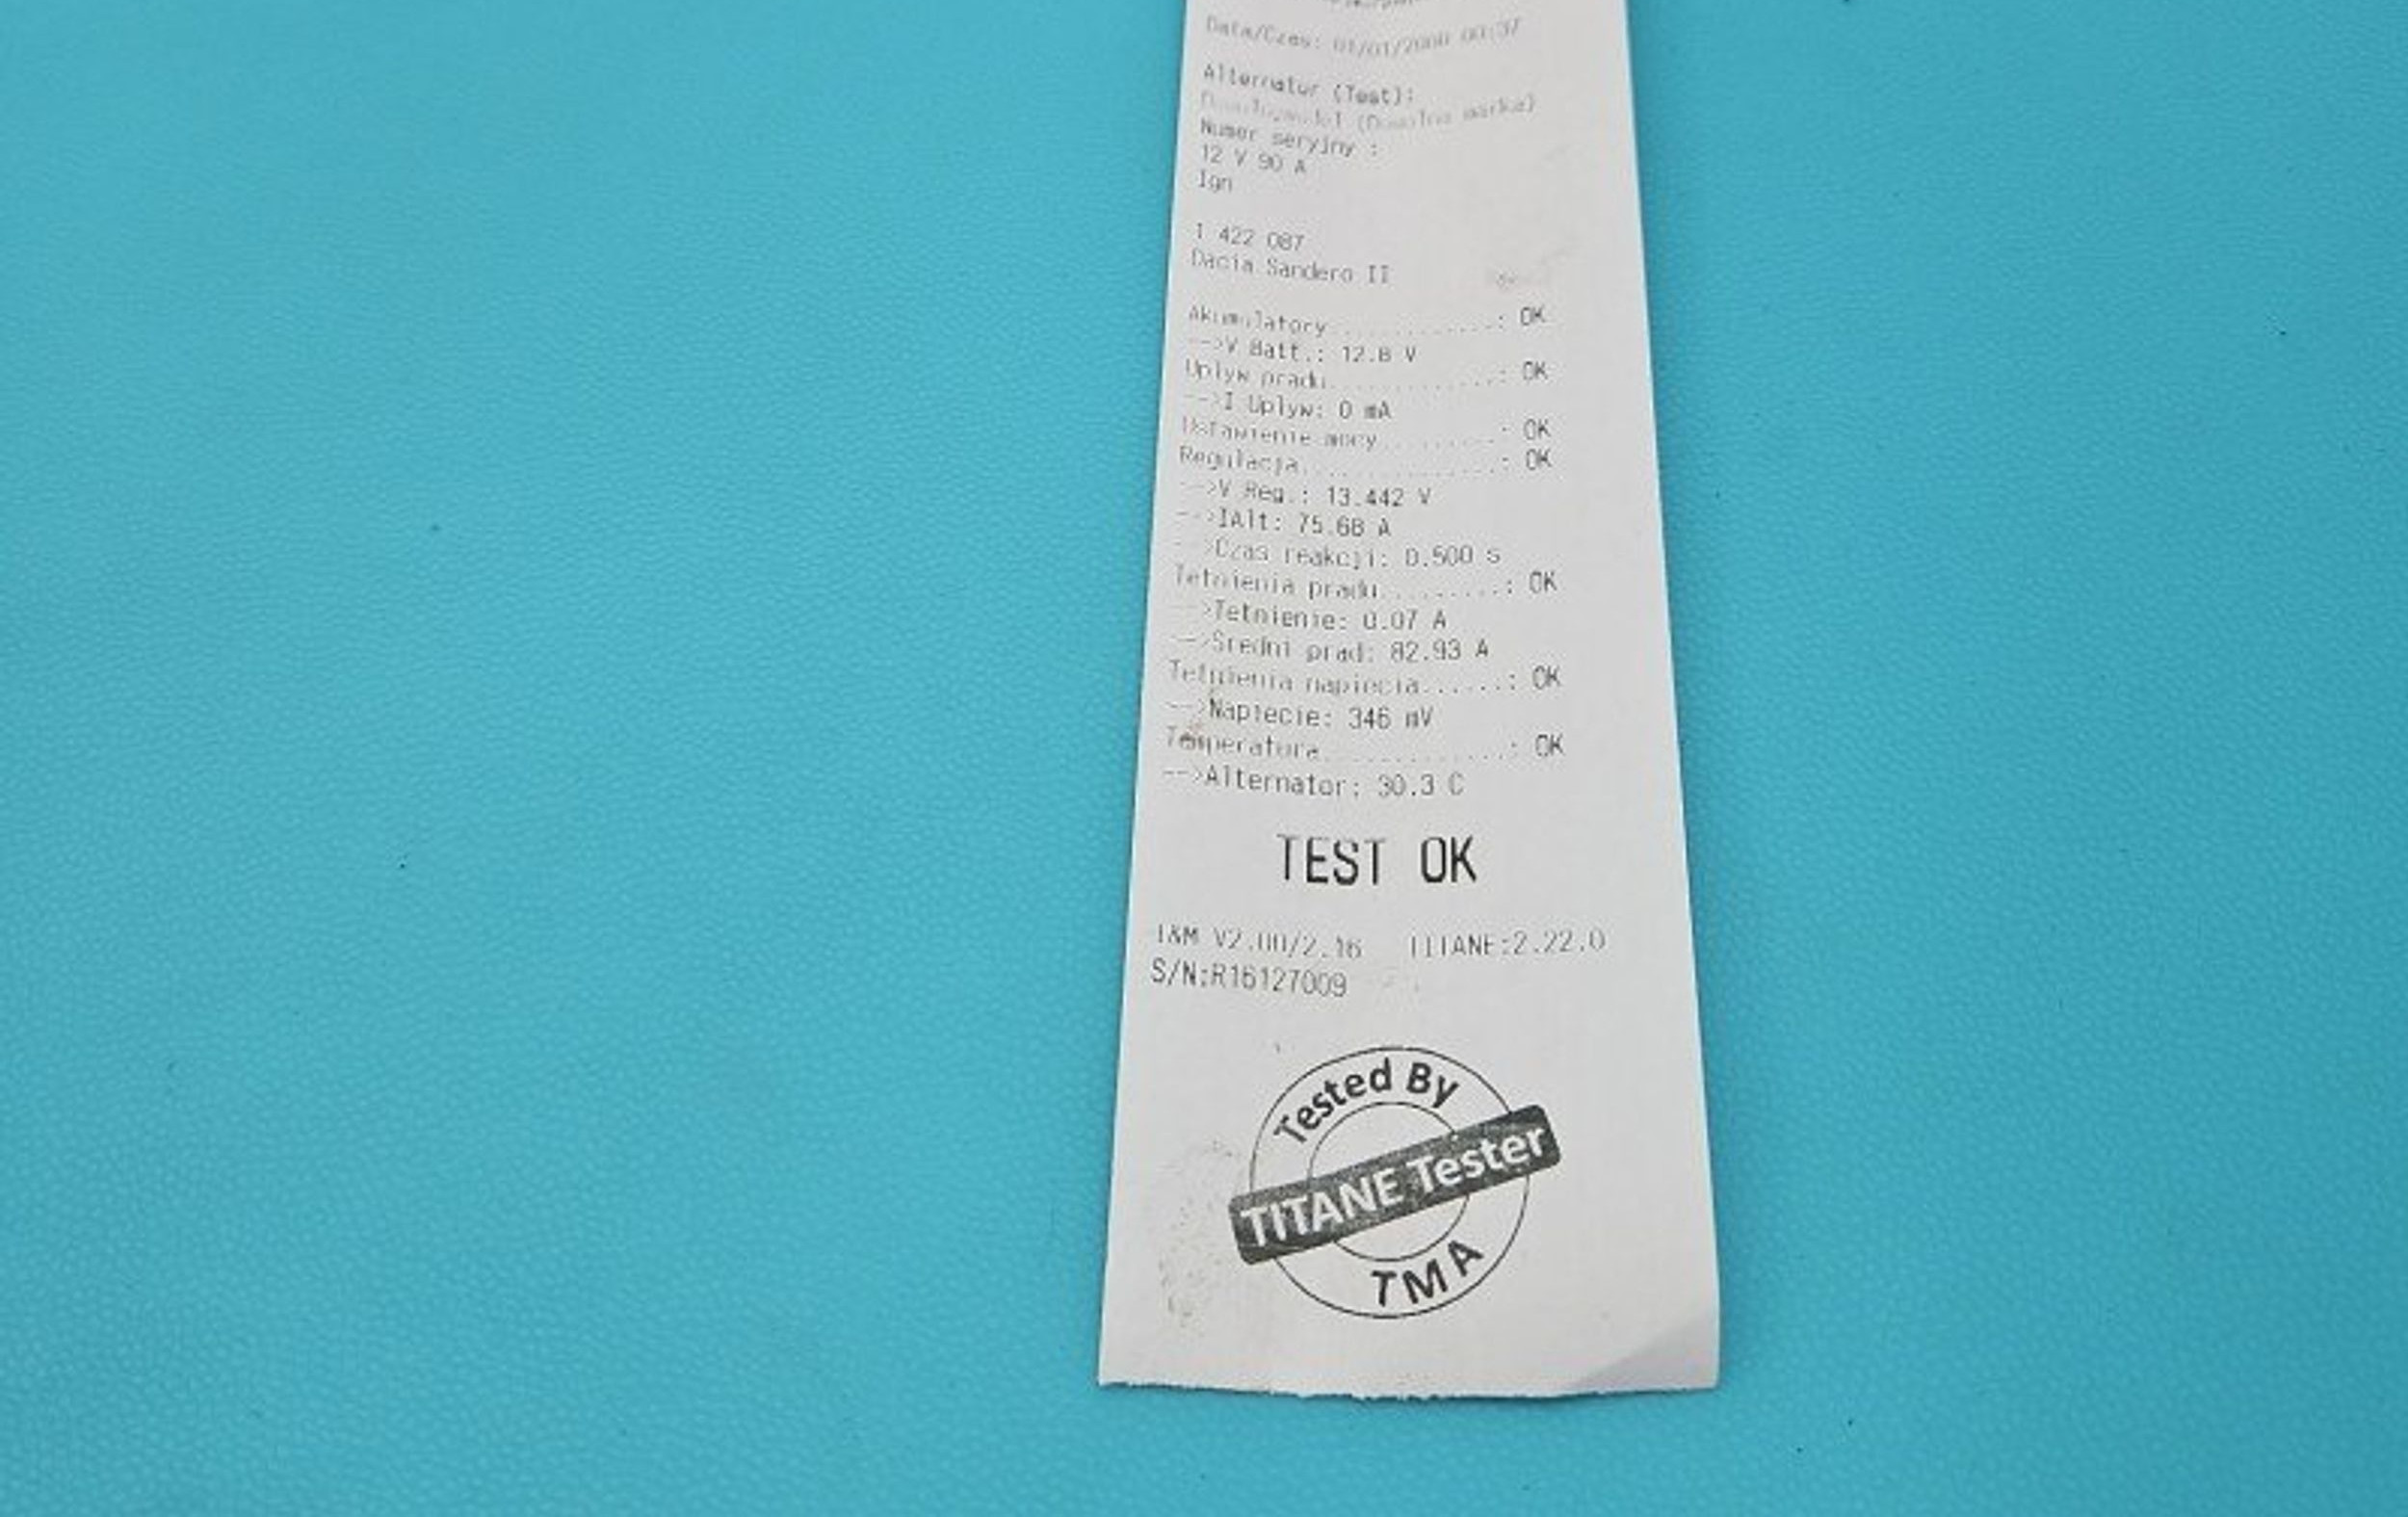 Data/Czas: 01/01/2000 00:37
Alternator (Test):
(Dowolna marka)
Numer seryjny :
12 V 90 A
Ign
1 422 087
Dacia Sandero II
Akumulatory.............: OK
-->V Batt.: 12.8 V
Uplyw pradu.............: OK
-->I Uplyw: 0 mA
Ustawienie mocy.........: OK
Regulacja...............: OK
-->V Reg.: 13.442 V
-->IAlt: 75.68 A
-->Czas reakcji: 0.500 s
Tetnienia pradu.........: OK
-->Tetnienie: 0.07 A
-->Sredni prad: 82.93 A
Tetnienia napiecia......: OK
-->Napiecie: 346 mV
Temperatura.............: OK
-->Alternator: 30.3 C
TEST OK
I&M V2.00/2.16 TITANE:2.22.0
S/N:R16127009
Tested By
TITANE Tester
TMA